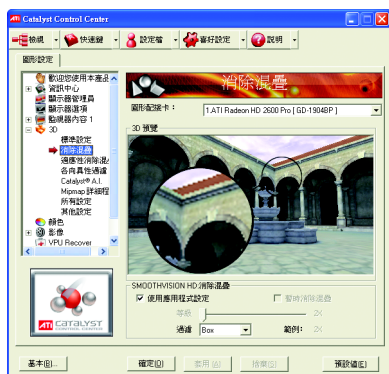 ATI Catalyst Control Center
檢視 快速鍵 設定檔 喜好設定 說明
圖形設定
歡迎您使用本產品
資訊中心
顯示器管理員
顯示器選項
監視器內容 1
3D
標準設定
消除混疊
適應性消除混
各向異性過濾
Catalyst® A.I.
Mipmap 詳細程
所有設定
其他設定
顏色
影像
VPU Recover
ATI CATALYST
消除混疊
圖形配接卡：
1.ATI Radeon HD 2600 Pro [ GD-1904BP ]
3D 預覽
SMOOTHVISION HD:消除混疊
使用應用程式設定 暫時消除混疊
等級 2X
過濾 Box 範例： 2X
基本(B)... 確定(O) 套用(A) 捨棄(D) 預設值(E)